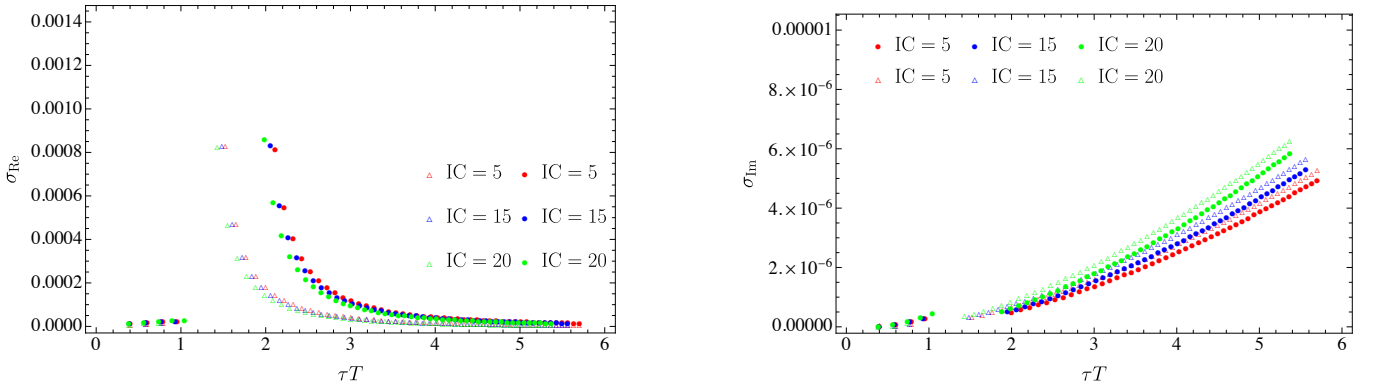 0.0014
0.0012
0.0010
0.0008
0.0006
0.0004
0.0002
0.0000
σRe
0 1 2 3 4 5 6
τT
IC = 5 IC = 5
IC = 15 IC = 15
IC = 20 IC = 20
0.00001
8. × 10⁻⁶
6. × 10⁻⁶
4. × 10⁻⁶
2. × 10⁻⁶
0.00000
σIm
0 1 2 3 4 5 6
τT
IC = 5 IC = 15 IC = 20
IC = 5 IC = 15 IC = 20